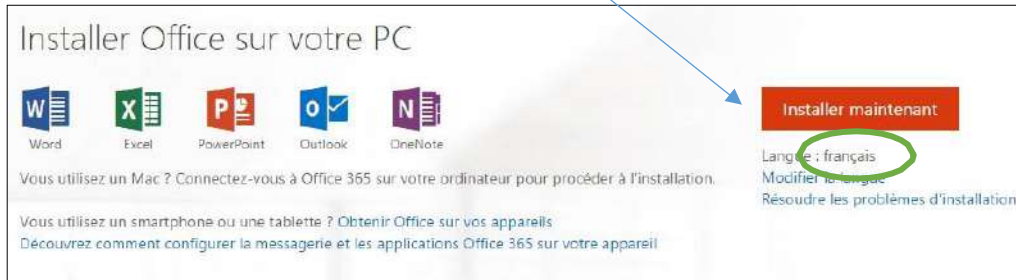 Installer Office sur votre PC
Word Excel PowerPoint Outlook OneNote
Vous utilisez un Mac ? Connectez-vous à Office 365 sur votre ordinateur pour procéder à l'installation.
Vous utilisez un smartphone ou une tablette ? Obtenir Office sur vos appareils
Découvrez comment configurer la messagerie et les applications Office 365 sur votre appareil
Installer maintenant
Langue : français
Modifier la langue
Résoudre les problèmes d'installation